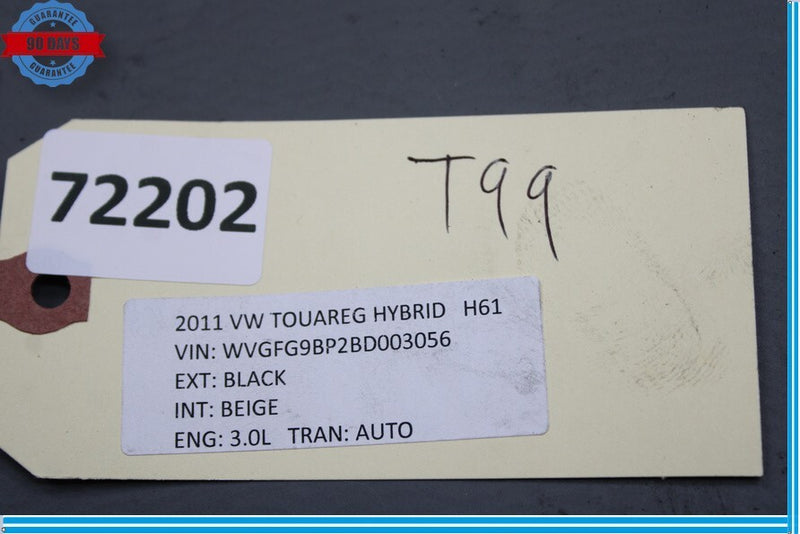 GUARANTEE
90 DAYS
GUARANTEE
72202
T99
2011 VW TOUAREG HYBRID H61
VIN: WVGFG9BP2BD003056
EXT: BLACK
INT: BEIGE
ENG: 3.0L TRAN: AUTO